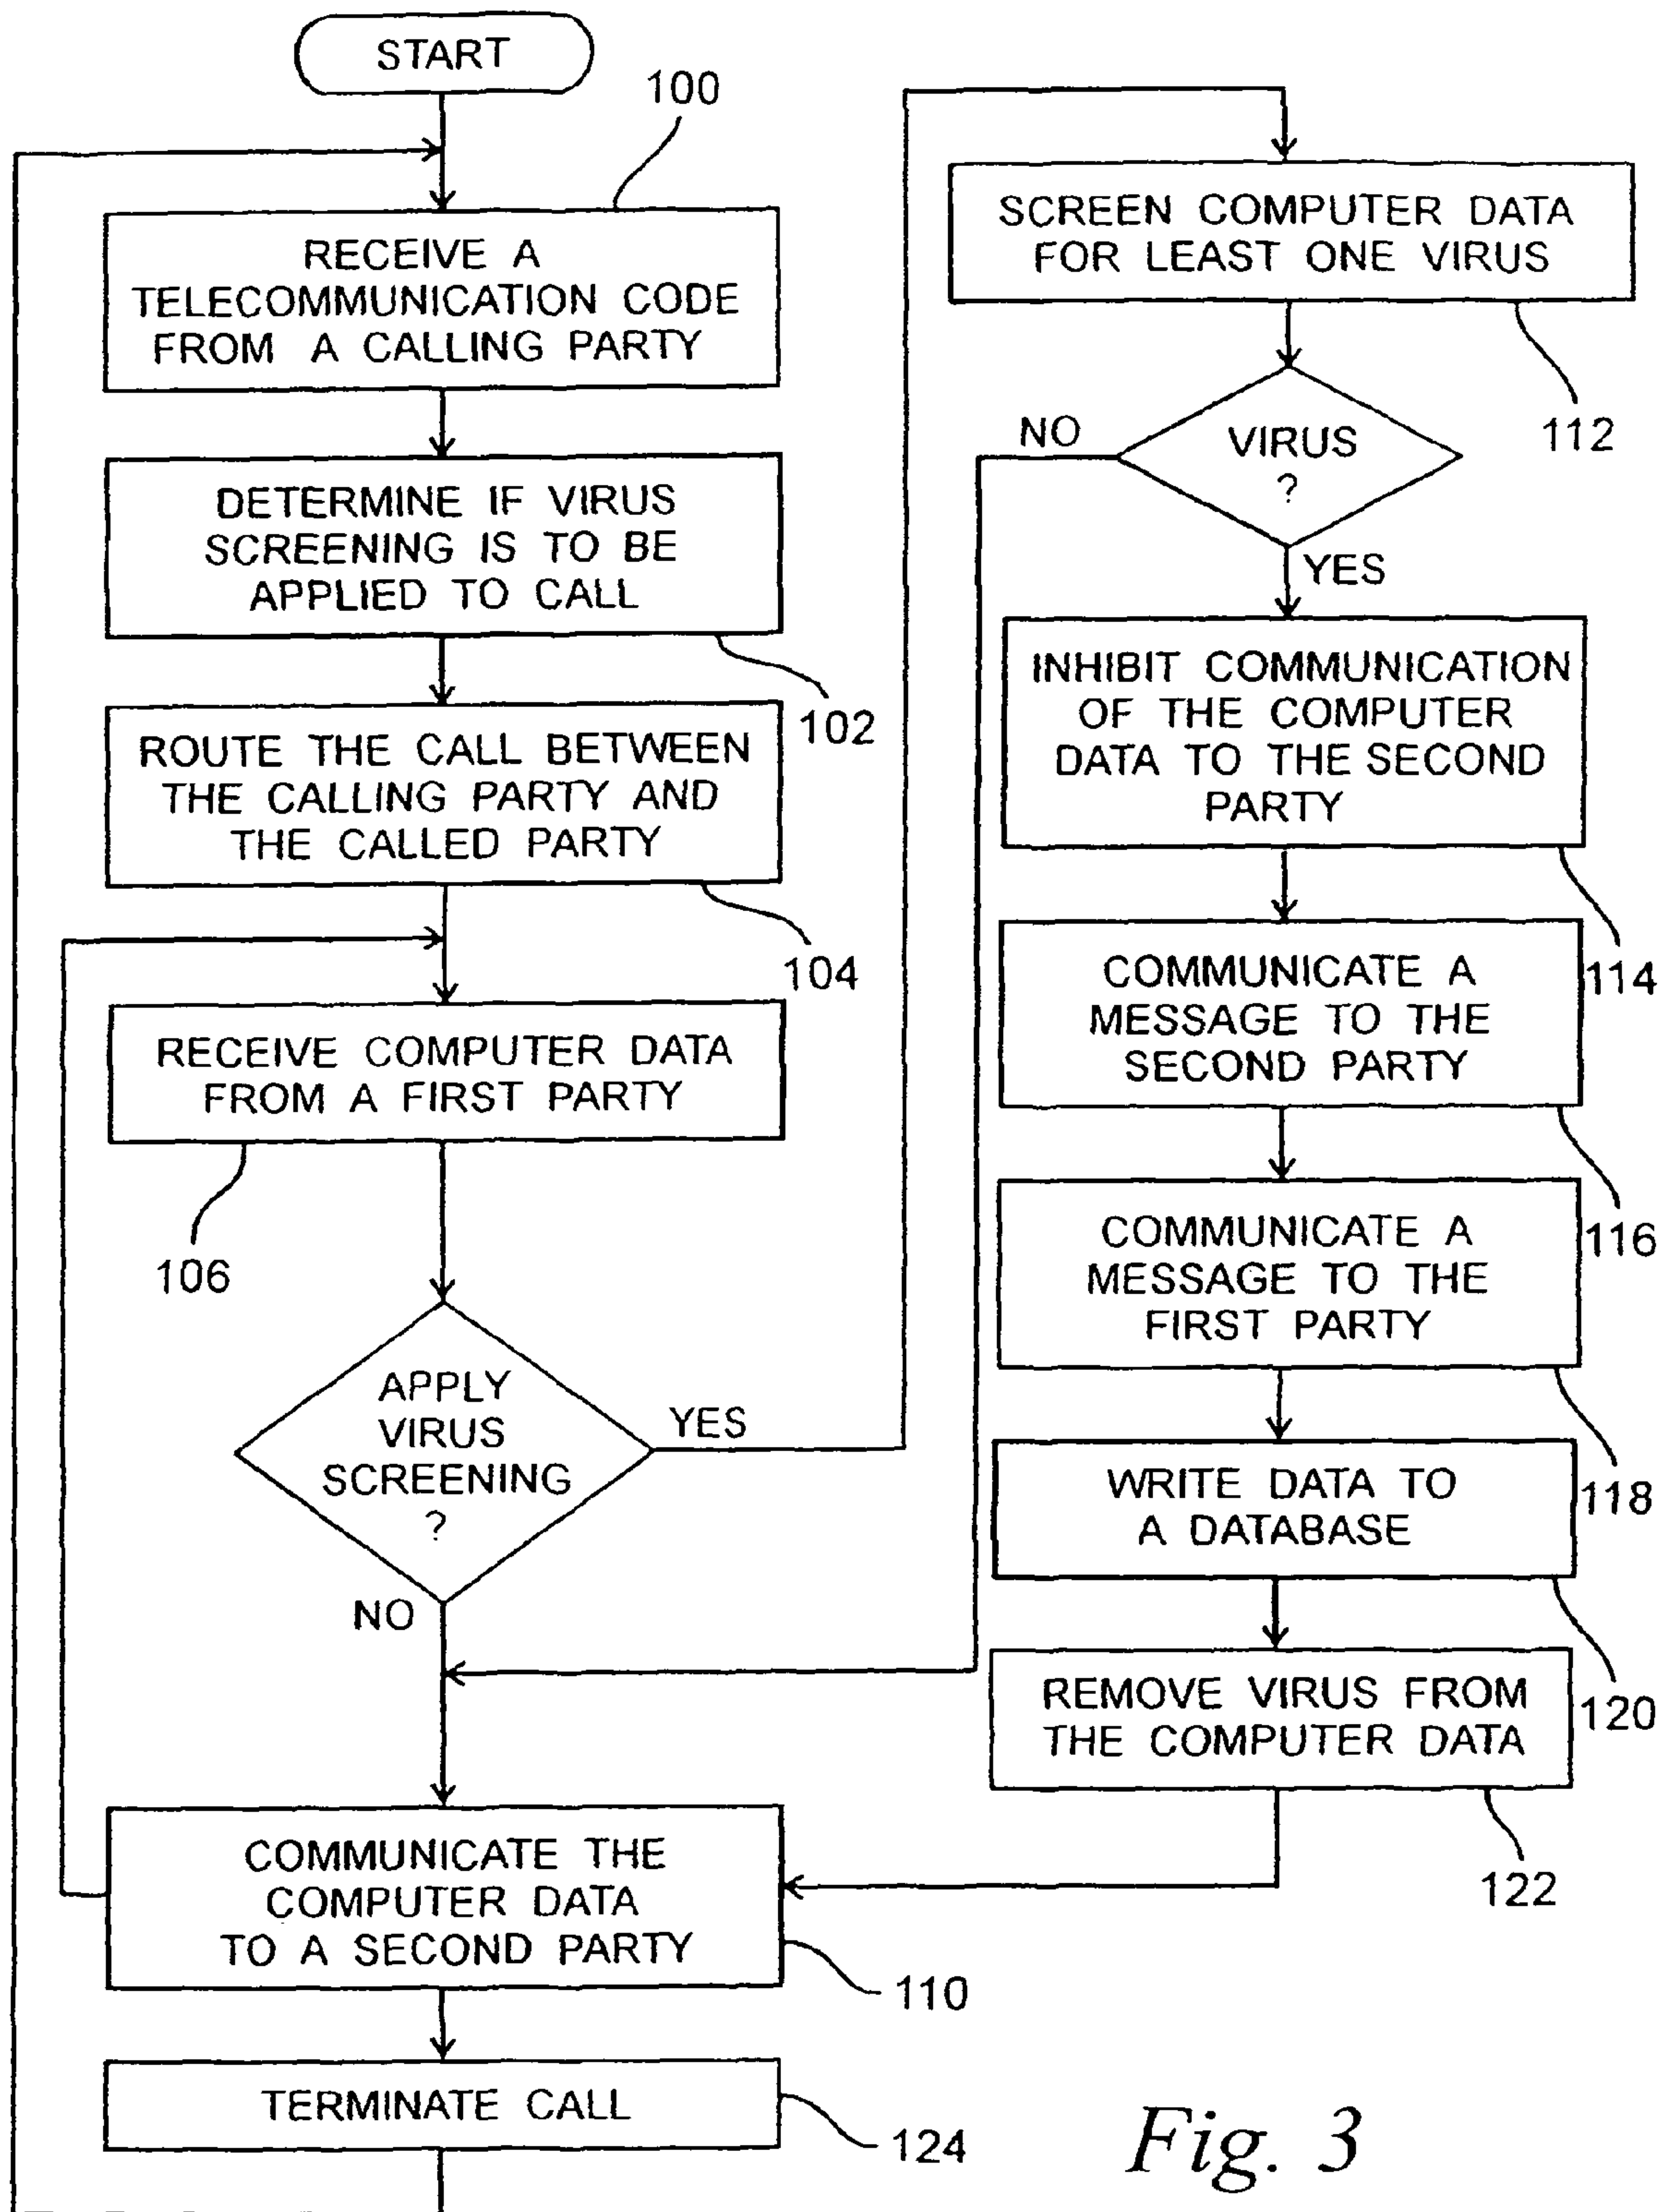 START
100
RECEIVE A
TELECOMMUNICATION CODE
FROM A CALLING PARTY
DETERMINE IF VIRUS
SCREENING IS TO BE
APPLIED TO CALL
102
ROUTE THE CALL BETWEEN
THE CALLING PARTY AND
THE CALLED PARTY
104
RECEIVE COMPUTER DATA
FROM A FIRST PARTY
106
APPLY
VIRUS
SCREENING
?
YES
NO
COMMUNICATE THE
COMPUTER DATA
TO A SECOND PARTY
110
TERMINATE CALL
124
SCREEN COMPUTER DATA
FOR LEAST ONE VIRUS
112
VIRUS
?
NO
YES
INHIBIT COMMUNICATION
OF THE COMPUTER
DATA TO THE SECOND
PARTY
114
COMMUNICATE A
MESSAGE TO THE
SECOND PARTY
116
COMMUNICATE A
MESSAGE TO THE
FIRST PARTY
118
WRITE DATA TO
A DATABASE
120
REMOVE VIRUS FROM
THE COMPUTER DATA
122
Fig. 3